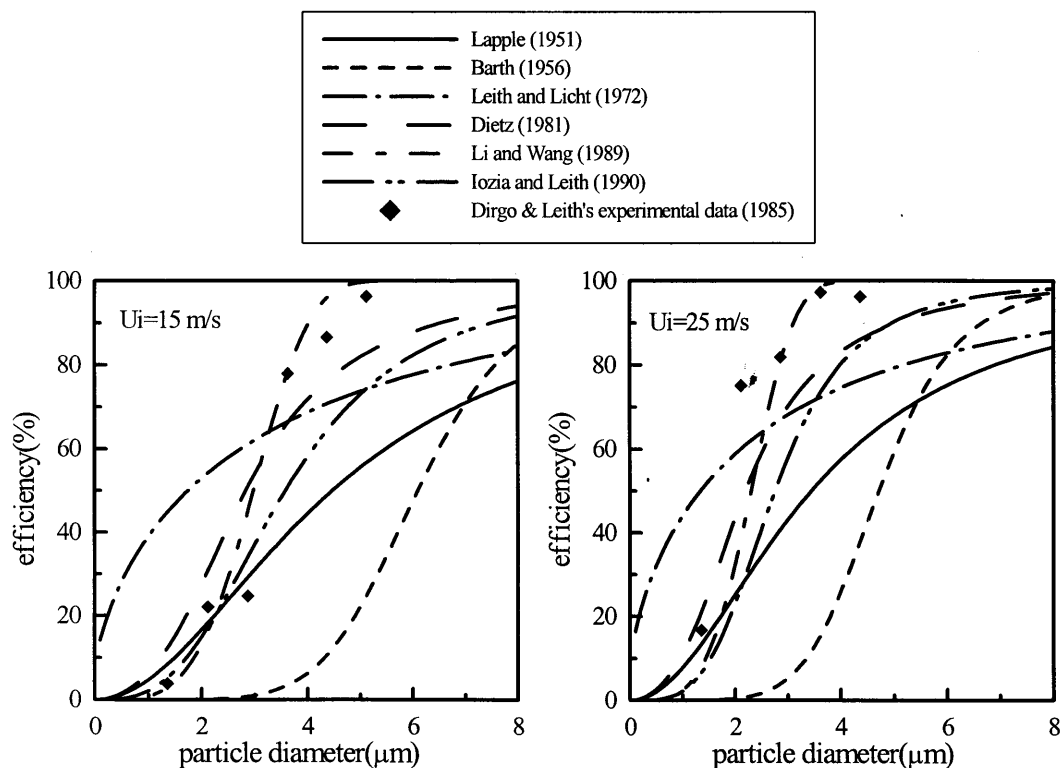 Lapple (1951)
Barth (1956)
Leith and Licht (1972)
Dietz (1981)
Li and Wang (1989)
Iozia and Leith (1990)
Dirgo & Leith's experimental data (1985)
100
80
60
40
20
0
efficiency(%)
Ui=15 m/s
0 2 4 6 8
particle diameter(μm)
100
80
60
40
20
0
efficiency(%)
Ui=25 m/s
0 2 4 6 8
particle diameter(μm)